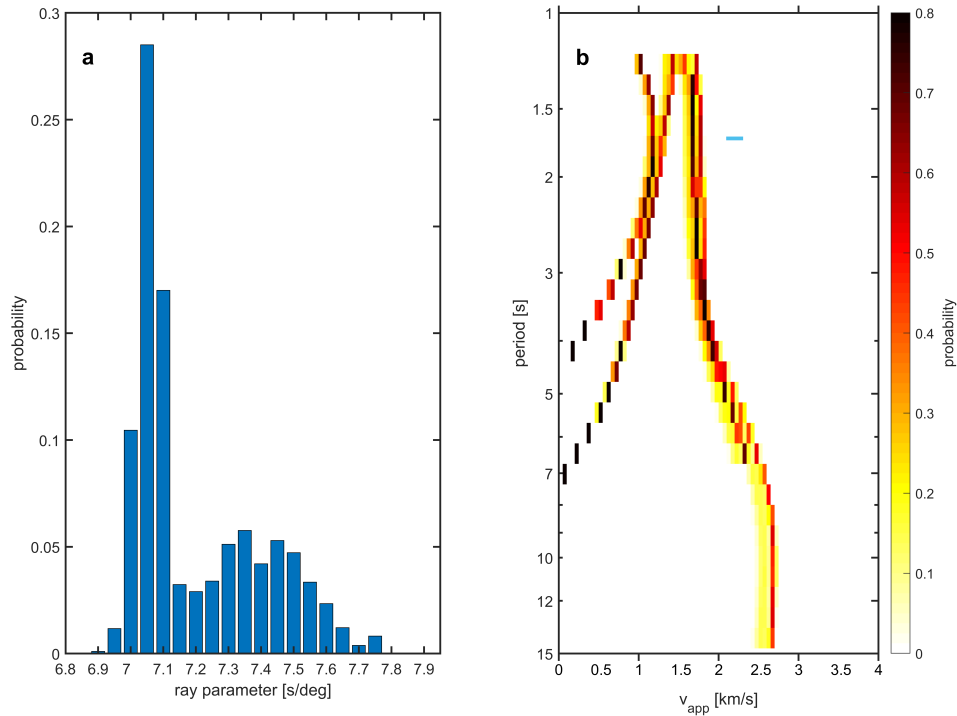 a
0.3
0.25
0.2
0.15
0.1
0.05
0
probability
6.8 6.9 7 7.1 7.2 7.3 7.4 7.5 7.6 7.7 7.8 7.9
ray parameter [s/deg]
b
1
1.5
2
3
5
7
10
12
15
period [s]
0 0.5 1 1.5 2 2.5 3 3.5 4
v_app [km/s]
0.8
0.7
0.6
0.5
0.4
0.3
0.2
0.1
0
probability